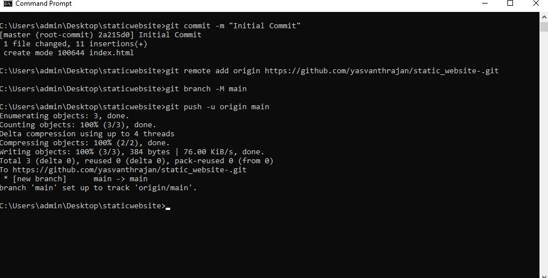 Command Prompt
C:\Users\admin\Desktop\staticwebsite>git commit -m "Initial Commit"
[master (root-commit) 2a215d0] Initial Commit
 1 file changed, 11 insertions(+)
 create mode 100644 index.html
C:\Users\admin\Desktop\staticwebsite>git remote add origin https://github.com/yasvanthrajan/static_website-.git
C:\Users\admin\Desktop\staticwebsite>git branch -M main
C:\Users\admin\Desktop\staticwebsite>git push -u origin main
Enumerating objects: 3, done.
Counting objects: 100% (3/3), done.
Delta compression using up to 4 threads
Compressing objects: 100% (2/2), done.
Writing objects: 100% (3/3), 384 bytes | 76.00 KiB/s, done.
Total 3 (delta 0), reused 0 (delta 0), pack-reused 0 (from 0)
To https://github.com/yasvanthrajan/static_website-.git
 * [new branch]      main -> main
branch 'main' set up to track 'origin/main'.
C:\Users\admin\Desktop\staticwebsite>